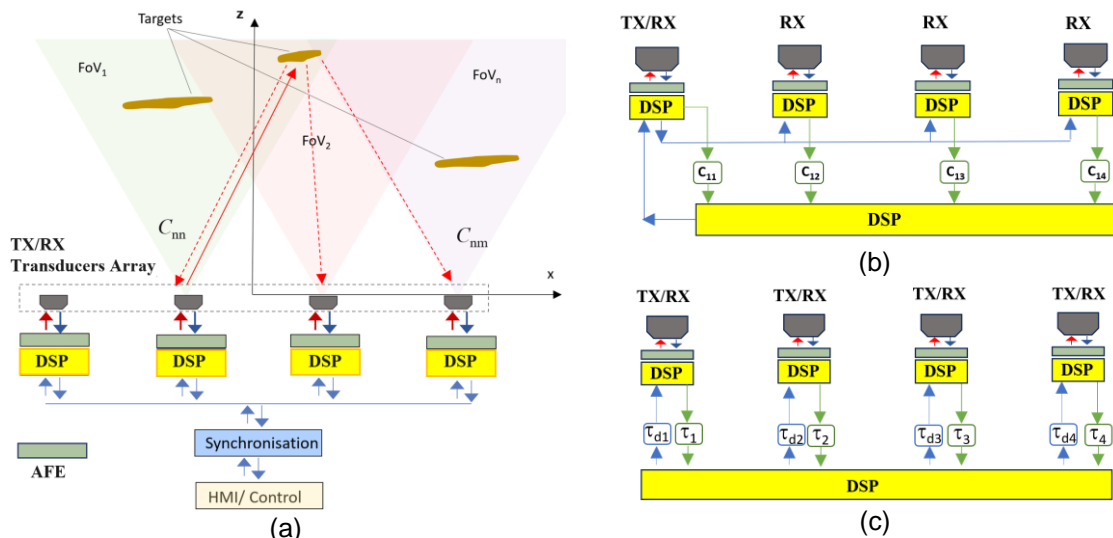 Targets
z
FoV1
FoVn
FoV2
Cnn
Cnm
TX/RX
Transducers Array
x
DSP
DSP
DSP
DSP
Synchronisation
AFE
HMI/ Control
(a)
TX/RX
RX
RX
RX
DSP
DSP
DSP
DSP
C11
C12
C13
C14
DSP
(b)
TX/RX
TX/RX
TX/RX
TX/RX
DSP
DSP
DSP
DSP
τd1
τ1
τd2
τ2
τd3
τ3
τd4
τ4
DSP
(c)